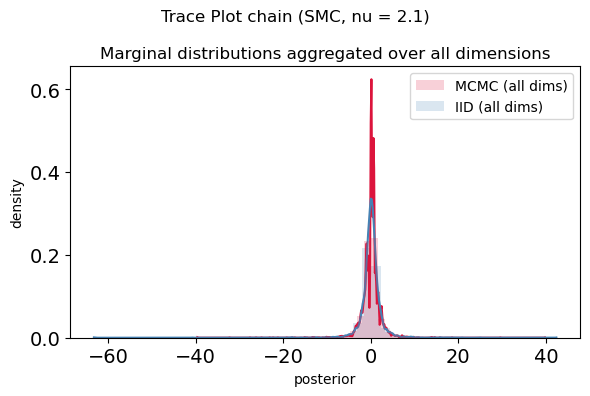 Trace Plot chain (SMC, nu = 2.1)
Marginal distributions aggregated over all dimensions
MCMC (all dims)
IID (all dims)
density
0.6
0.4
0.2
0.0
−60
−40
−20
0
20
40
posterior